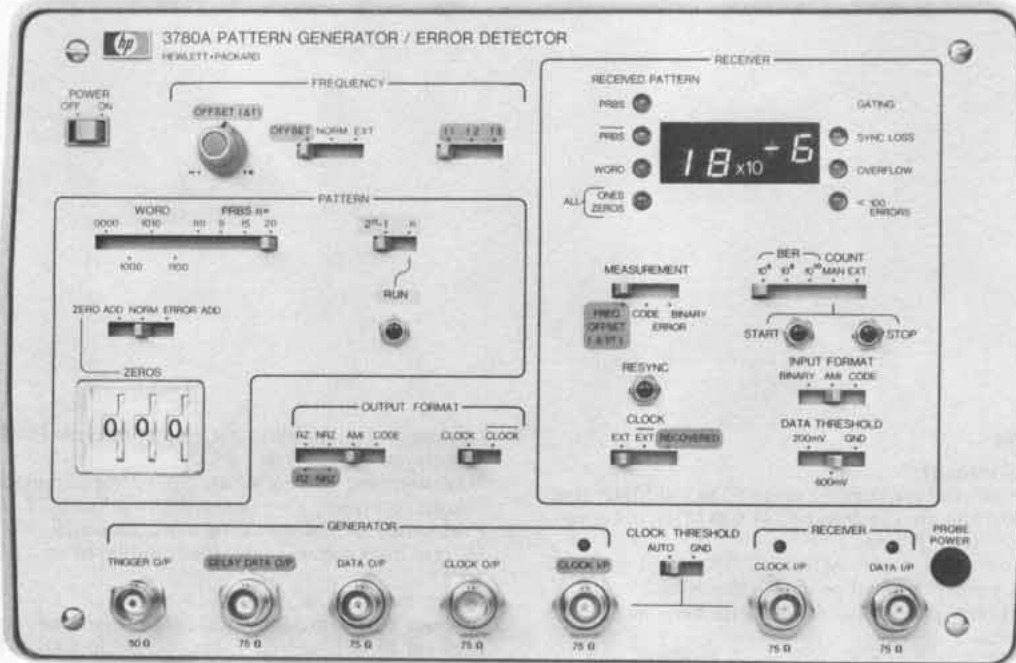 hp 3780A PATTERN GENERATOR / ERROR DETECTOR
HEWLETT•PACKARD
POWER
OFF ON
FREQUENCY
OFFSET (Δf)
OFFSET NORM EXT
f1 f2 f3
PATTERN
WORD PRBS n=
0000 1010 9 15 20
1000 1100
2ⁿ-1 n
RUN
ZERO ADD NORM ERROR ADD
ZEROS
0 0 0
OUTPUT FORMAT
RZ NRZ AMI CODE
RZ NRZ
CLOCK CLOCK
RECEIVER
RECEIVED PATTERN
PRBS
PRBS
WORD
ALL ONES
ZEROS
18 x10 -6
GATING
SYNC LOSS
OVERFLOW
< 100
ERRORS
MEASUREMENT
FREQ
OFFSET
CODE BINARY
ERROR
BER COUNT
MAN EXT
START STOP
RESYNC
INPUT FORMAT
BINARY AMI CODE
CLOCK
EXT EXT RECOVERED
DATA THRESHOLD
200mV GND
600mV
GENERATOR
TRIGGER O/P
50 Ω
DELAY DATA O/P
75 Ω
DATA O/P
75 Ω
CLOCK O/P
75 Ω
CLOCK I/P
75 Ω
CLOCK THRESHOLD
AUTO GND
RECEIVER
CLOCK I/P
75 Ω
DATA I/P
75 Ω
PROBE
POWER